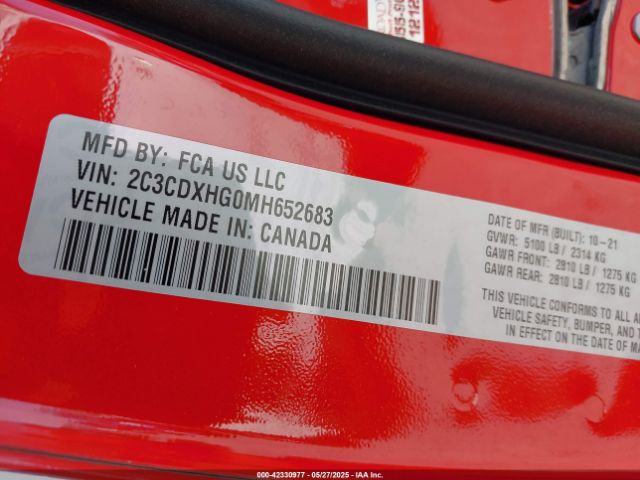 MFD BY: FCA US LLC
VIN: 2C3CDXHG0MH652683
VEHICLE MADE IN: CANADA
DATE OF MFR (BUILT): 10-21
GVWR: 5100 LB / 2314 KG
GAWR FRONT: 2810 LB / 1275 KG
GAWR REAR: 2810 LB / 1275 KG
THIS VEHICLE CONFORMS TO ALL
VEHICLE SAFETY, BUMPER, AND
IN EFFECT ON THE DATE OF
000-42330977 — 05/27/2025 — IAA Inc.